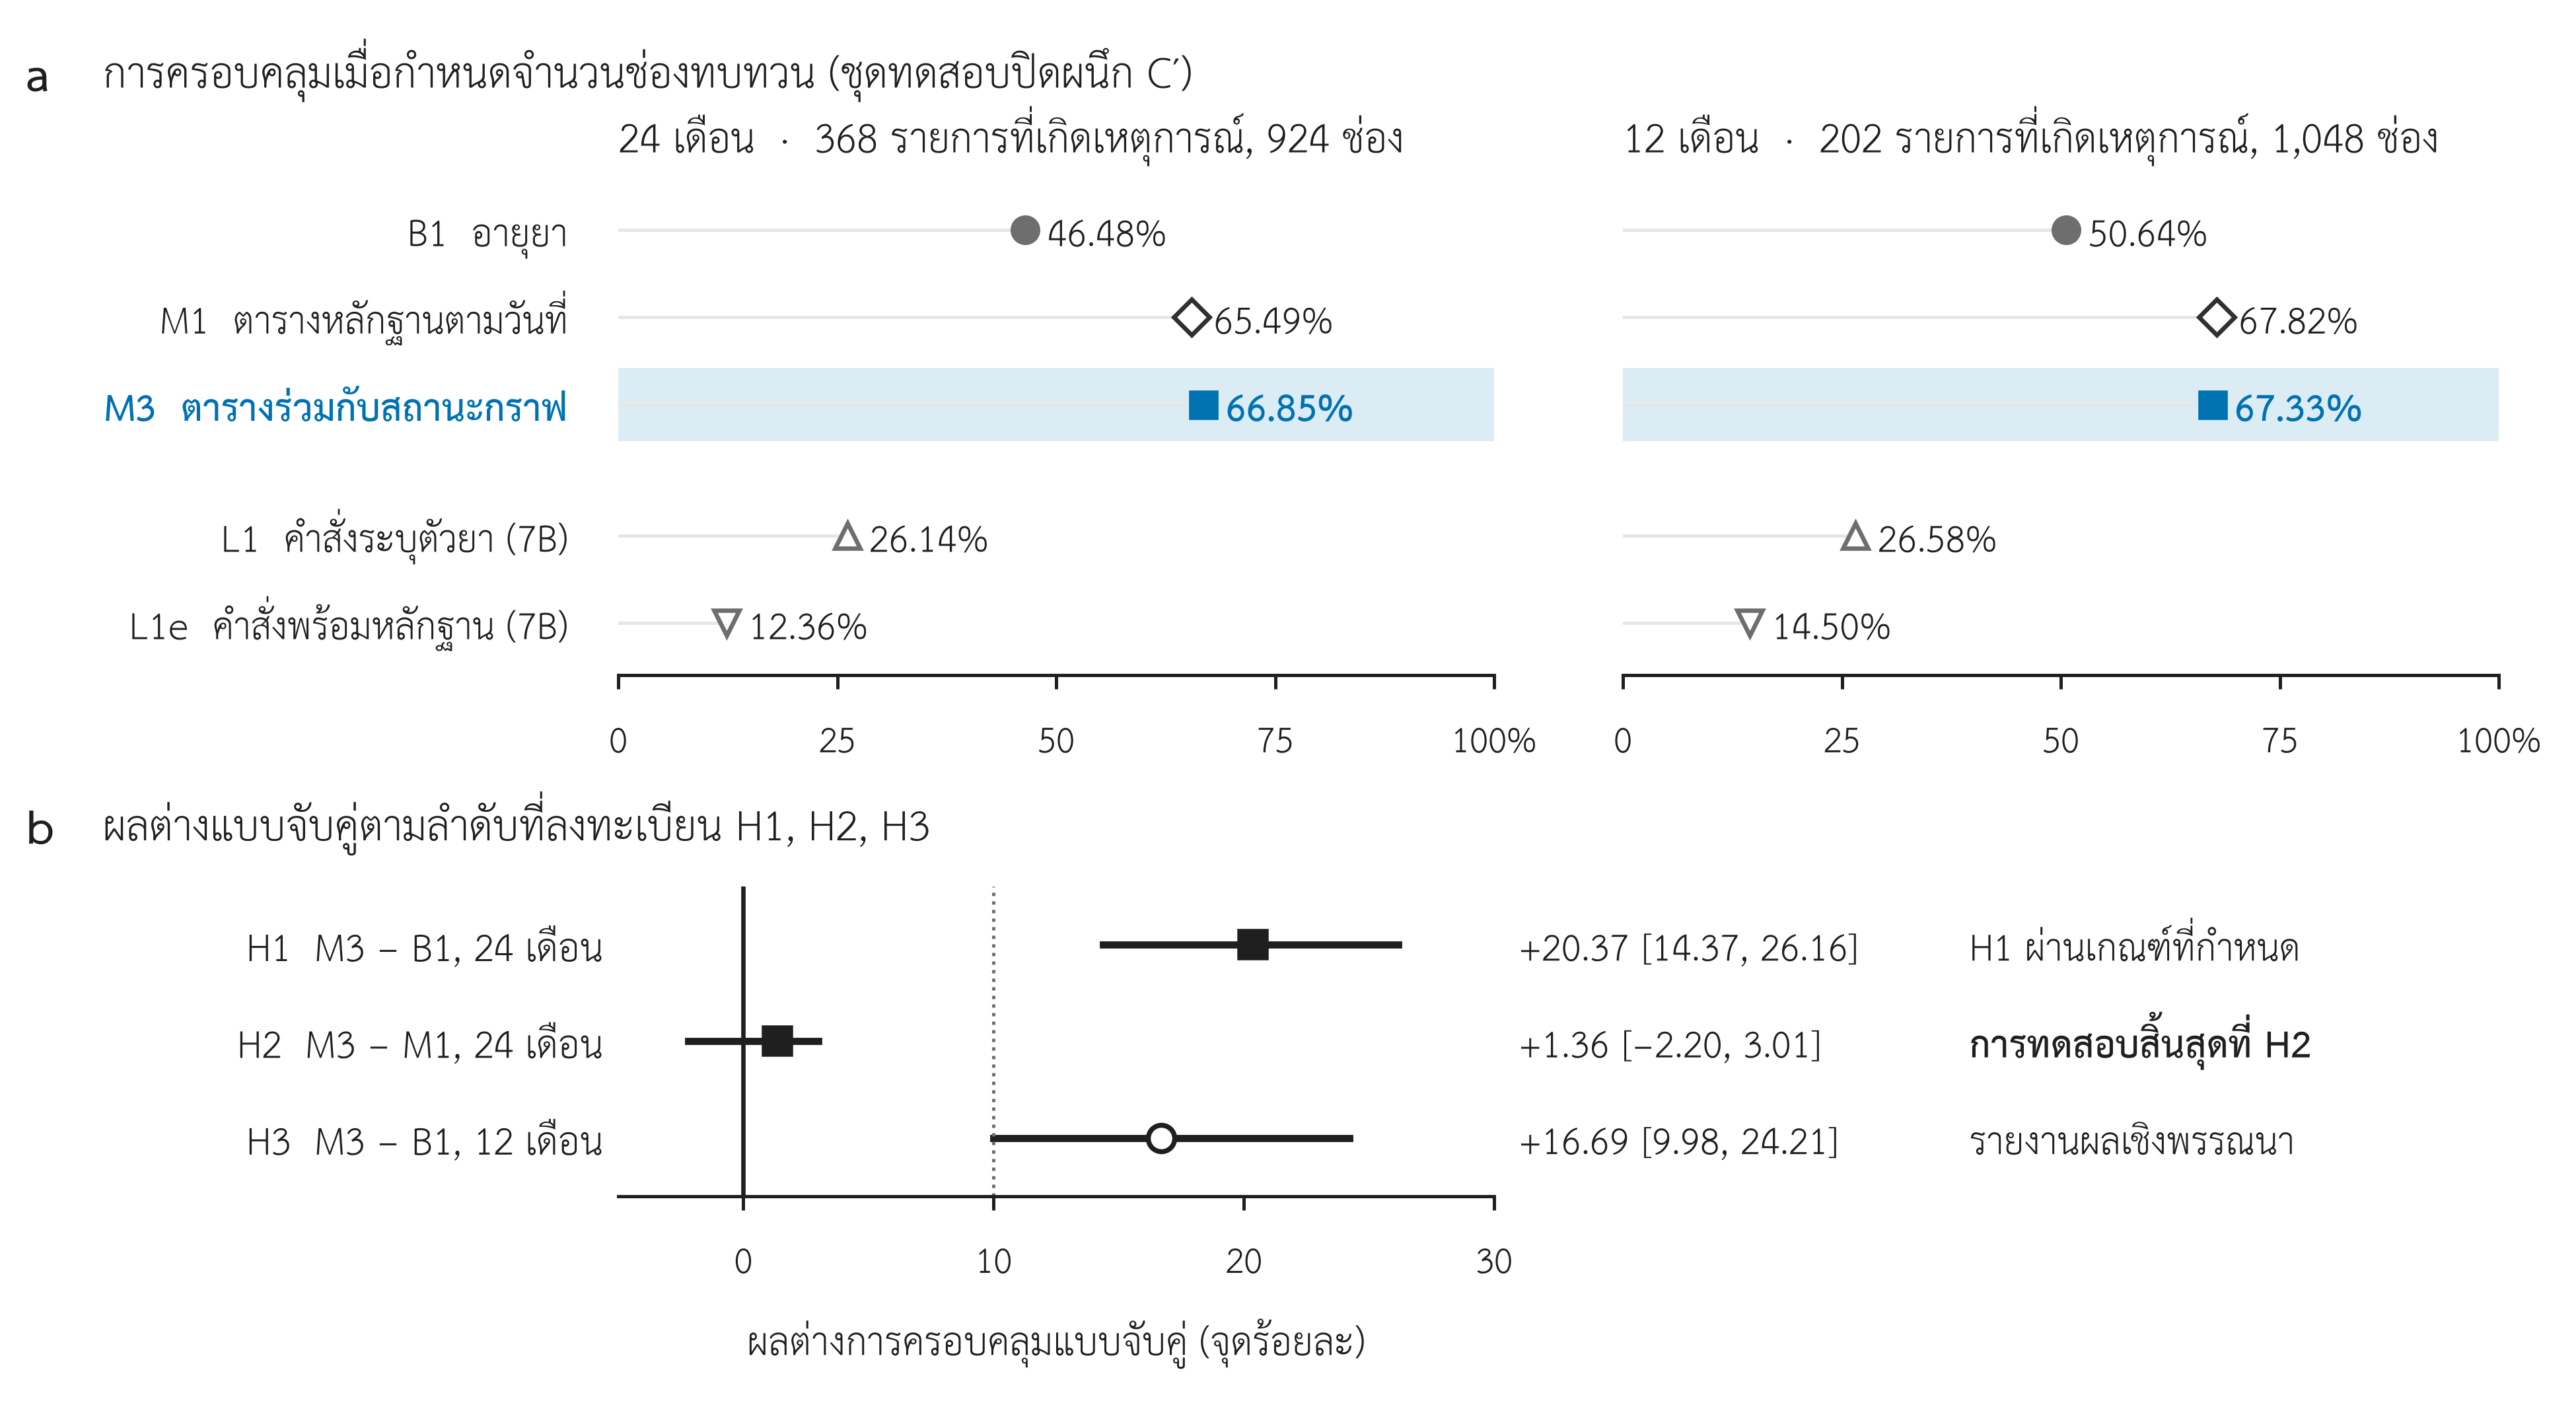 a การครอบคลุมเมื่อกำหนดจำนวนช่องทบทวน (ชุดทดสอบปิดผนึก C′)
24 เดือน · 368 รายการที่เกิดเหตุการณ์, 924 ช่อง
12 เดือน · 202 รายการที่เกิดเหตุการณ์, 1,048 ช่อง
B1 อายุยา 46.48% 50.64%
M1 ตารางหลักฐานตามวันที่ 65.49% 67.82%
M3 ตารางร่วมกับสถานะกราฟ 66.85% 67.33%
L1 คำสั่งระบุตัวยา (7B) 26.14% 26.58%
L1e คำสั่งพร้อมหลักฐาน (7B) 12.36% 14.50%
0 25 50 75 100% 0 25 50 75 100%
b ผลต่างแบบจับคู่ตามลำดับที่ลงทะเบียน H1, H2, H3
H1 M3 – B1, 24 เดือน +20.37 [14.37, 26.16] H1 ผ่านเกณฑ์ที่กำหนด
H2 M3 – M1, 24 เดือน +1.36 [−2.20, 3.01] การทดสอบสิ้นสุดที่ H2
H3 M3 – B1, 12 เดือน +16.69 [9.98, 24.21] รายงานผลเชิงพรรณนา
0 10 20 30
ผลต่างการครอบคลุมแบบจับคู่ (จุดร้อยละ)